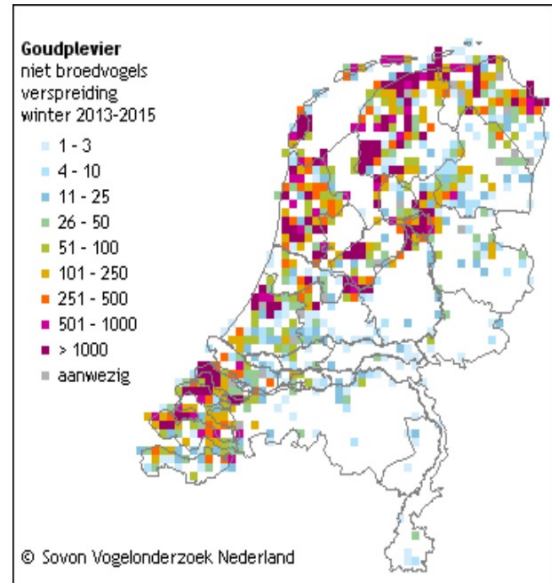 Goudplevier
niet broedvogels
verspreiding
winter 2013-2015
1 - 3
4 - 10
11 - 25
26 - 50
51 - 100
101 - 250
251 - 500
501 - 1000
> 1000
aanwezig
© Sovon Vogelonderzoek Nederland